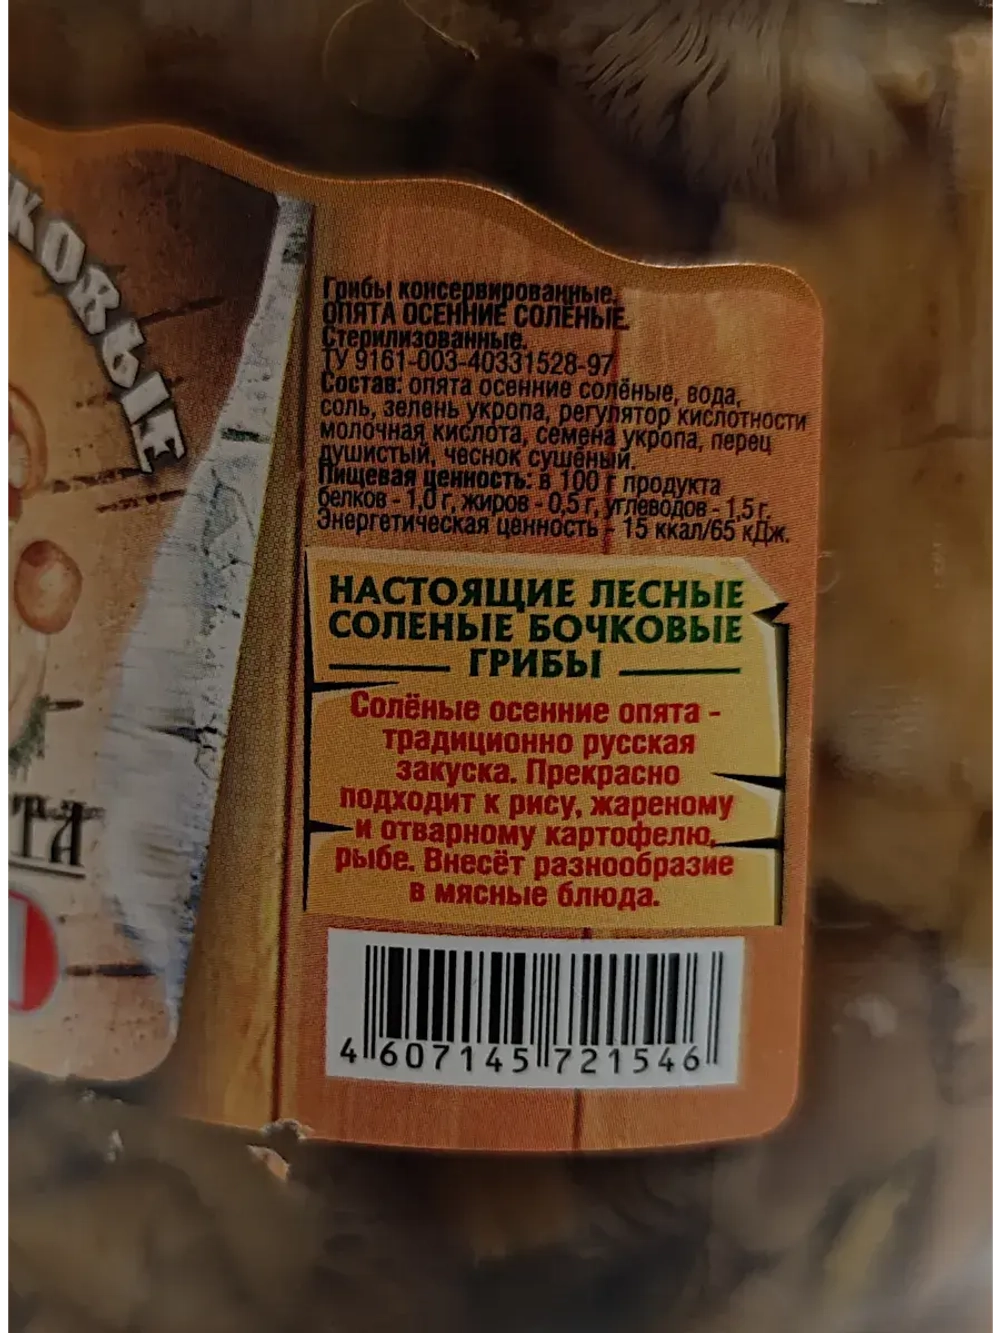 КОВЫЕ
ТА
Грибы консервированные.
ОПЯТА ОСЕННИЕ СОЛЕНЫЕ.
Стерилизованные.
ТУ 9161-003-40331528-97
Состав: опята осенние солёные, вода,
соль, зелень укропа, регулятор кислотности
молочная кислота, семена укропа, перец
душистый, чеснок сушёный.
Пищевая ценность: в 100 г продукта
белков - 1,0 г, жиров - 0,5 г, углеводов - 1,5 г.
Энергетическая ценность - 15 ккал/65 кДж.
НАСТОЯЩИЕ ЛЕСНЫЕ
СОЛЕНЫЕ БОЧКОВЫЕ
ГРИБЫ
Солёные осенние опята -
традиционно русская
закуска. Прекрасно
подходит к рису, жареному
и отварному картофелю,
рыбе. Внесёт разнообразие
в мясные блюда.
4 607145 721546